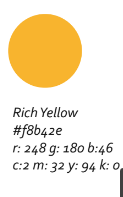 Rich Yellow
#f8b42e
r: 248 g: 180 b:46
c:2 m: 32 y: 94 k: 0